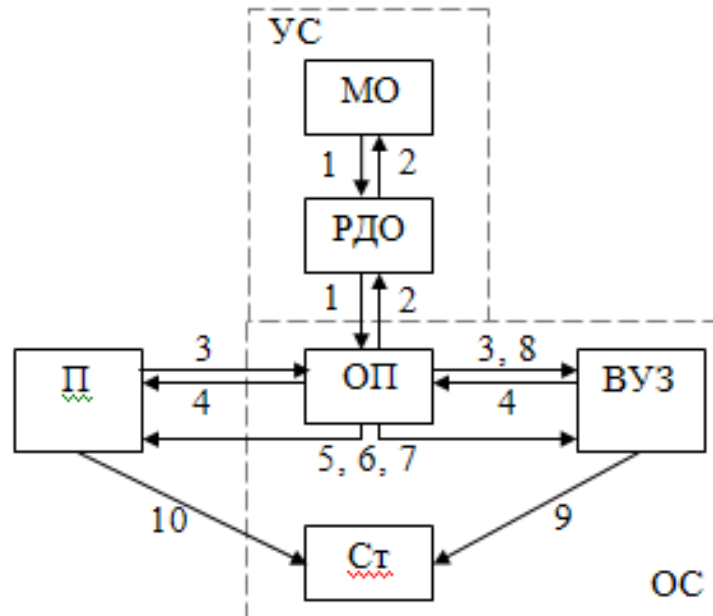 УС
МО
1 2
РДО
1 2
П 3 ОП 3, 8 ВУЗ
4 4
5, 6, 7
10 9
Ст
ОС